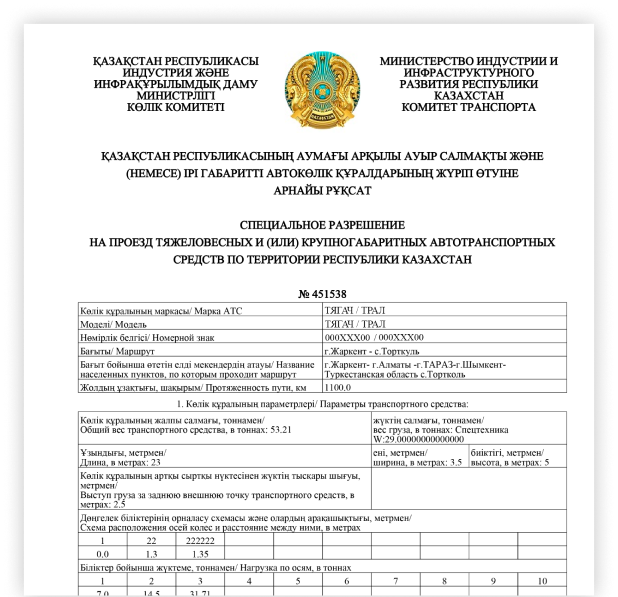 ҚАЗАҚСТАН РЕСПУБЛИКАСЫ
ИНДУСТРИЯ ЖӘНЕ
ИНФРАҚҰРЫЛЫМДЫҚ ДАМУ
МИНИСТРЛІГІ
КӨЛІК КОМИТЕТІ
ҚАЗАҚСТАН
МИНИСТЕРСТВО ИНДУСТРИИ И
ИНФРАСТРУКТУРНОГО
РАЗВИТИЯ РЕСПУБЛИКИ
КАЗАХСТАН
КОМИТЕТ ТРАНСПОРТА
ҚАЗАҚСТАН РЕСПУБЛИКАСЫНЫҢ АУМАҒЫ АРҚЫЛЫ АУЫР САЛМАҚТЫ ЖӘНЕ
(НЕМЕСЕ) ІРІ ГАБАРИТТІ АВТОКӨЛІК ҚҰРАЛДАРЫНЫҢ ЖҮРІП ӨТУІНЕ
АРНАЙЫ РҰҚСАТ
СПЕЦИАЛЬНОЕ РАЗРЕШЕНИЕ
НА ПРОЕЗД ТЯЖЕЛОВЕСНЫХ И (ИЛИ) КРУПНОГАБАРИТНЫХ АВТОТРАНСПОРТНЫХ
СРЕДСТВ ПО ТЕРРИТОРИИ РЕСПУБЛИКИ КАЗАХСТАН
№ 451538
Көлік құралының маркасы/ Марка АТС ТЯГАЧ / ТРАЛ
Моделі/ Модель ТЯГАЧ / ТРАЛ
Нөмірлік белгісі/ Номерной знак 000XXX00 / 000XXX00
Бағыты/ Маршрут г.Жаркент - с.Торткуль
Бағыт бойынша өтетін елді мекендердің атауы/ Название
населенных пунктов, по которым проходит маршрут
г.Жаркент- г.Алматы -г.ТАРАЗ-г.Шымкент-
Туркестанская область с.Тортколь
Жолдың ұзақтығы, шақырым/ Протяженность пути, км 1100.0
1. Көлік құралының параметрлері/ Параметры транспортного средства:
Көлік құралының жалпы салмағы, тоннамен/
Общий вес транспортного средства, в тоннах: 53.21
жүктің салмағы, тоннамен/
вес груза, в тоннах: Спецтехника
W:29.00000000000000
Ұзындығы, метрмен/
Длина, в метрах: 23
ені, метрмен/
ширина, в метрах: 3.5
биіктігі, метрмен/
высота, в метрах: 5
Көлік құралының артқы сыртқы нүктесінен жүктің тысқары шығуы,
метрмен/
Выступ груза за заднюю внешнюю точку транспортного средств, в
метрах: 2.5
Дөңгелек біліктерінің орналасу схемасы және олардың арақашықтығы, метрмен/
Схема расположения осей колес и расстояние между ними, в метрах
1 22 222222
0.0 1.3 1.35
Біліктер бойынша жүктеме, тоннамен/ Нагрузка по осям, в тоннах
1 2 3 4 5 6 7 8 9 10
7.0 14.5 31.71